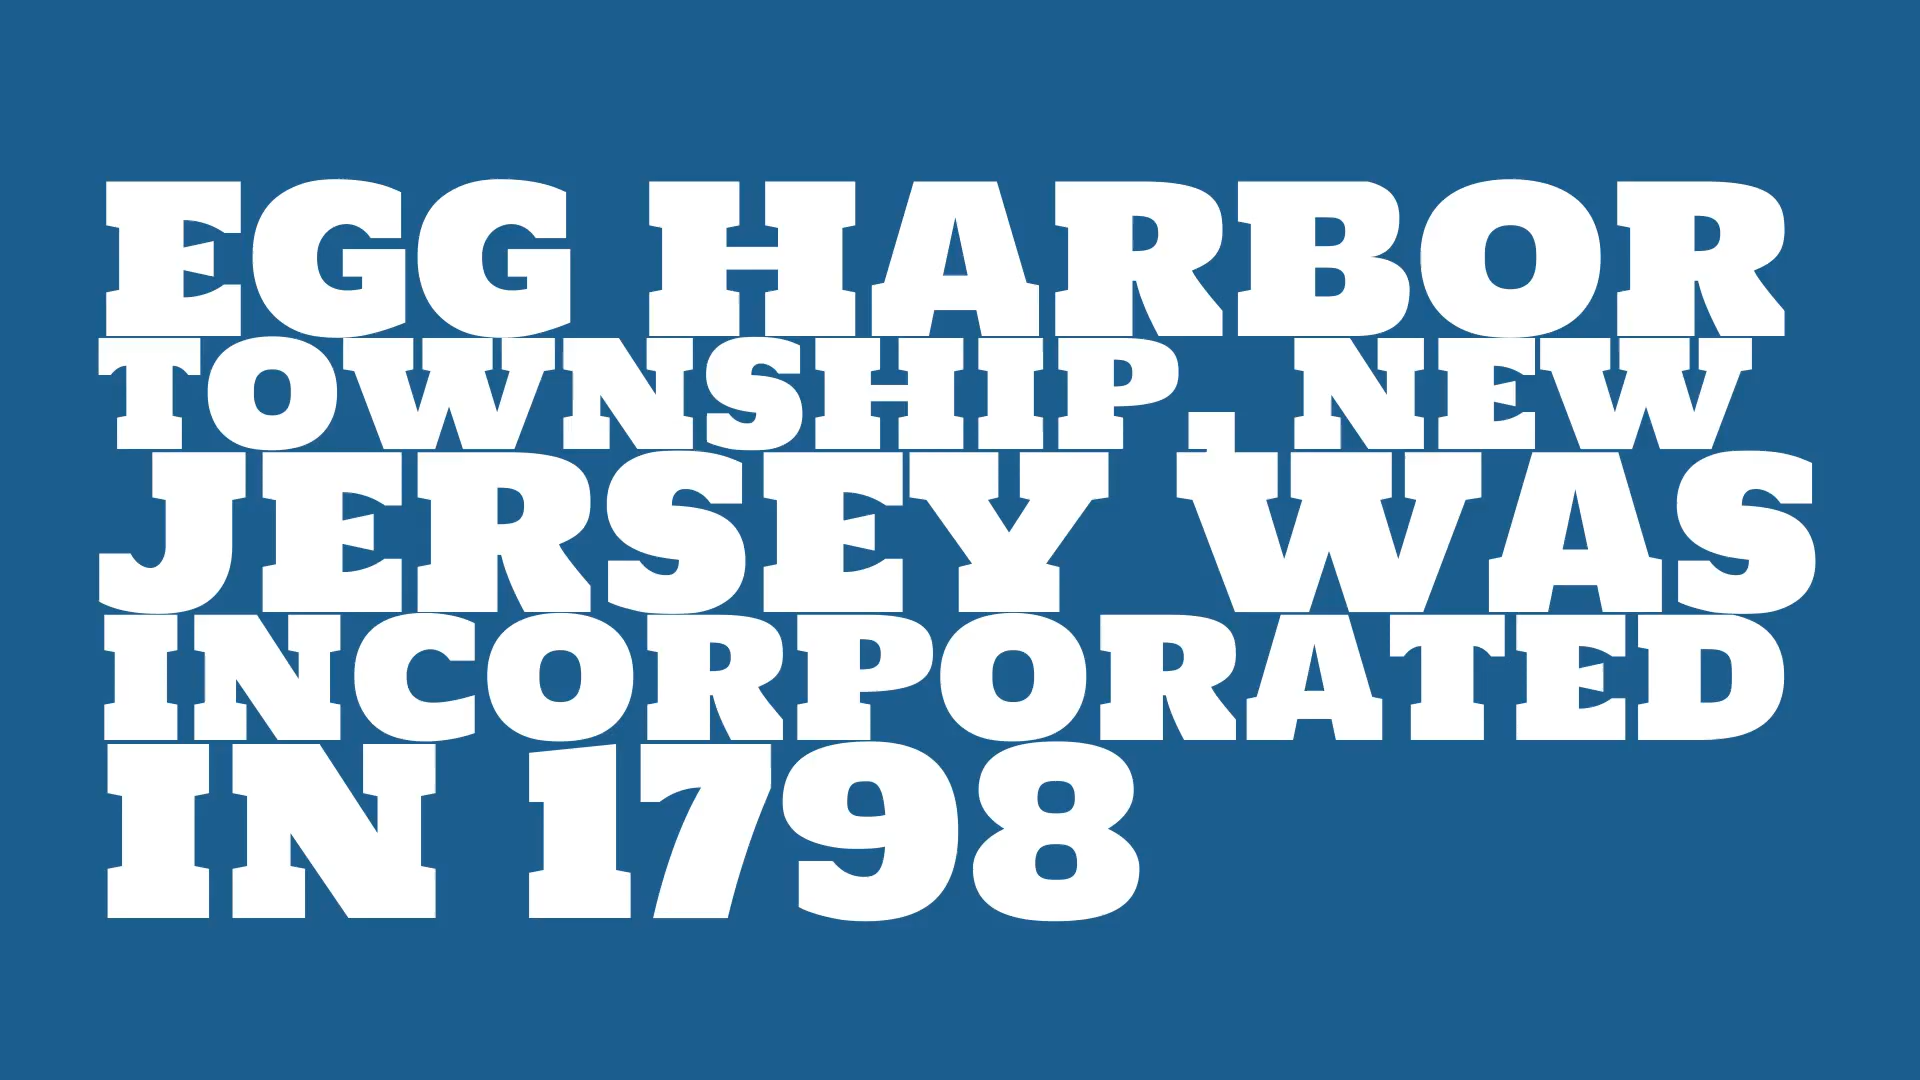 EGG HARBOR
TOWNSHIP, NEW
JERSEY WAS
INCORPORATED
IN 1798